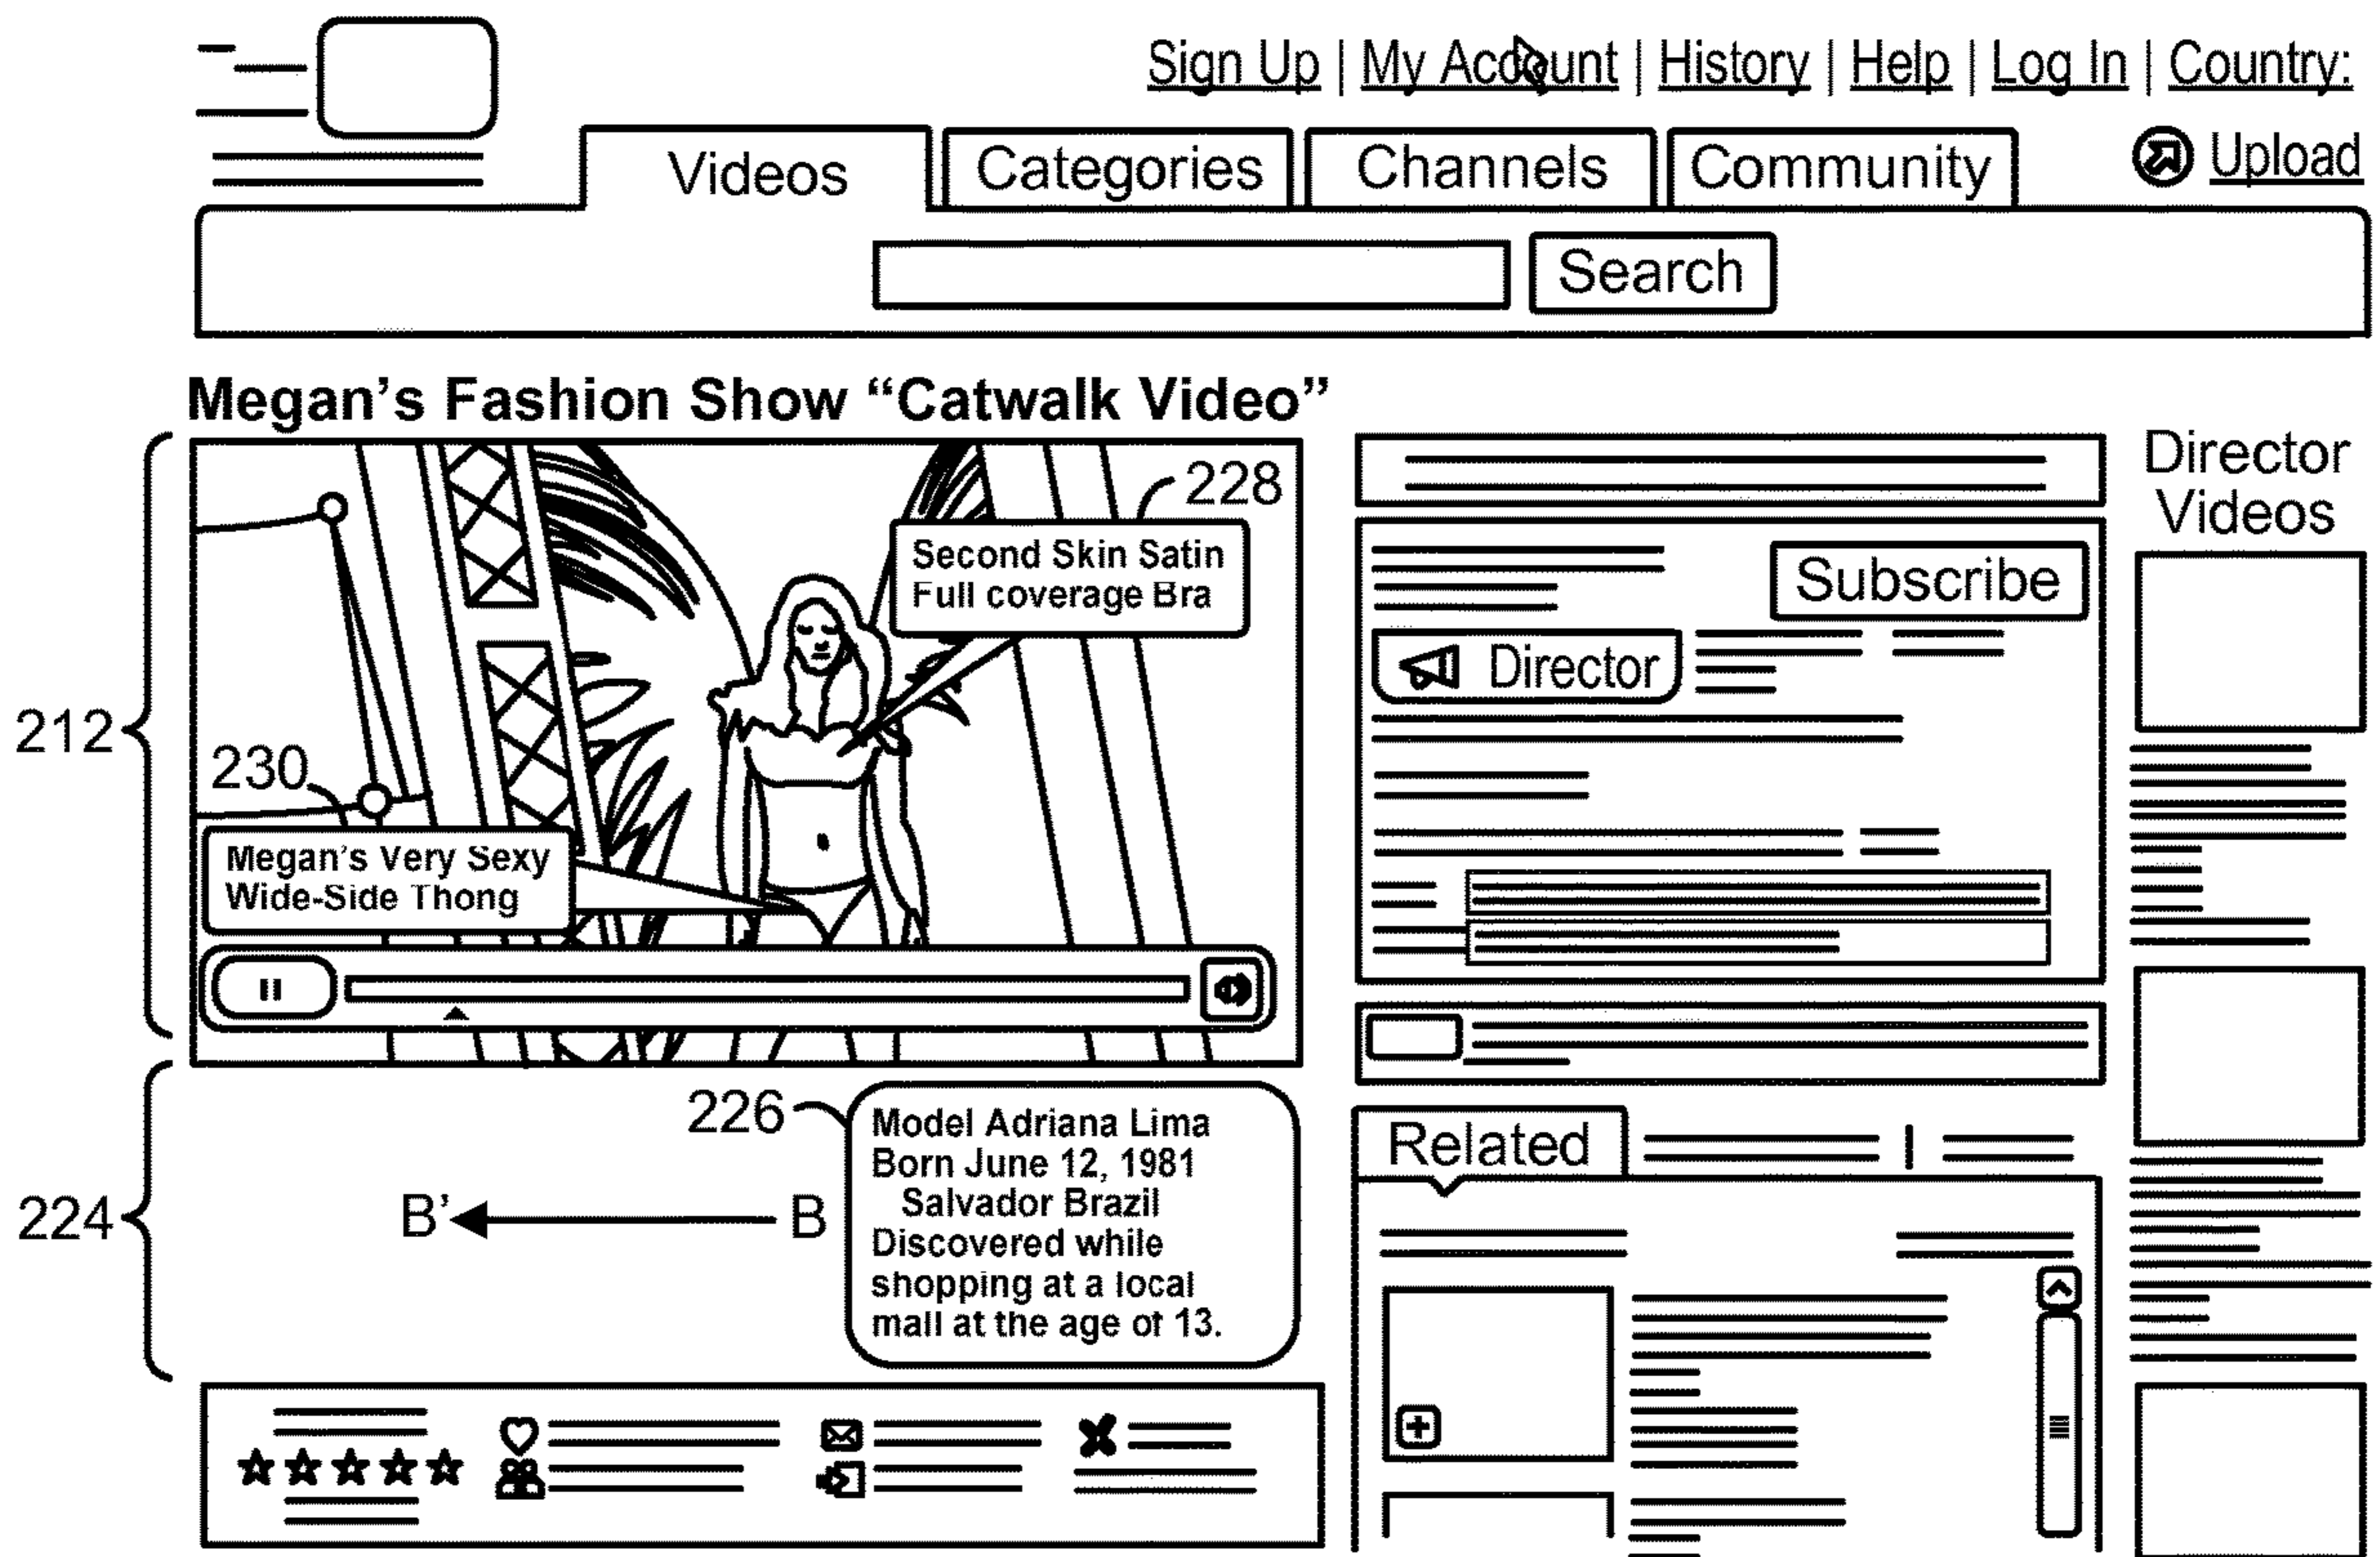 Sign Up | My Account | History | Help | Log In | Country:
Videos
Categories
Channels
Community
Upload
Search
Megan's Fashion Show “Catwalk Video”
212
228
Second Skin Satin
Full coverage Bra
230
Megan's Very Sexy
Wide-Side Thong
Subscribe
Director
Director
Videos
224
226
B'
B
Model Adriana Lima
Born June 12, 1981
Salvador Brazil
Discovered while
shopping at a local
mall at the age of 13.
Related